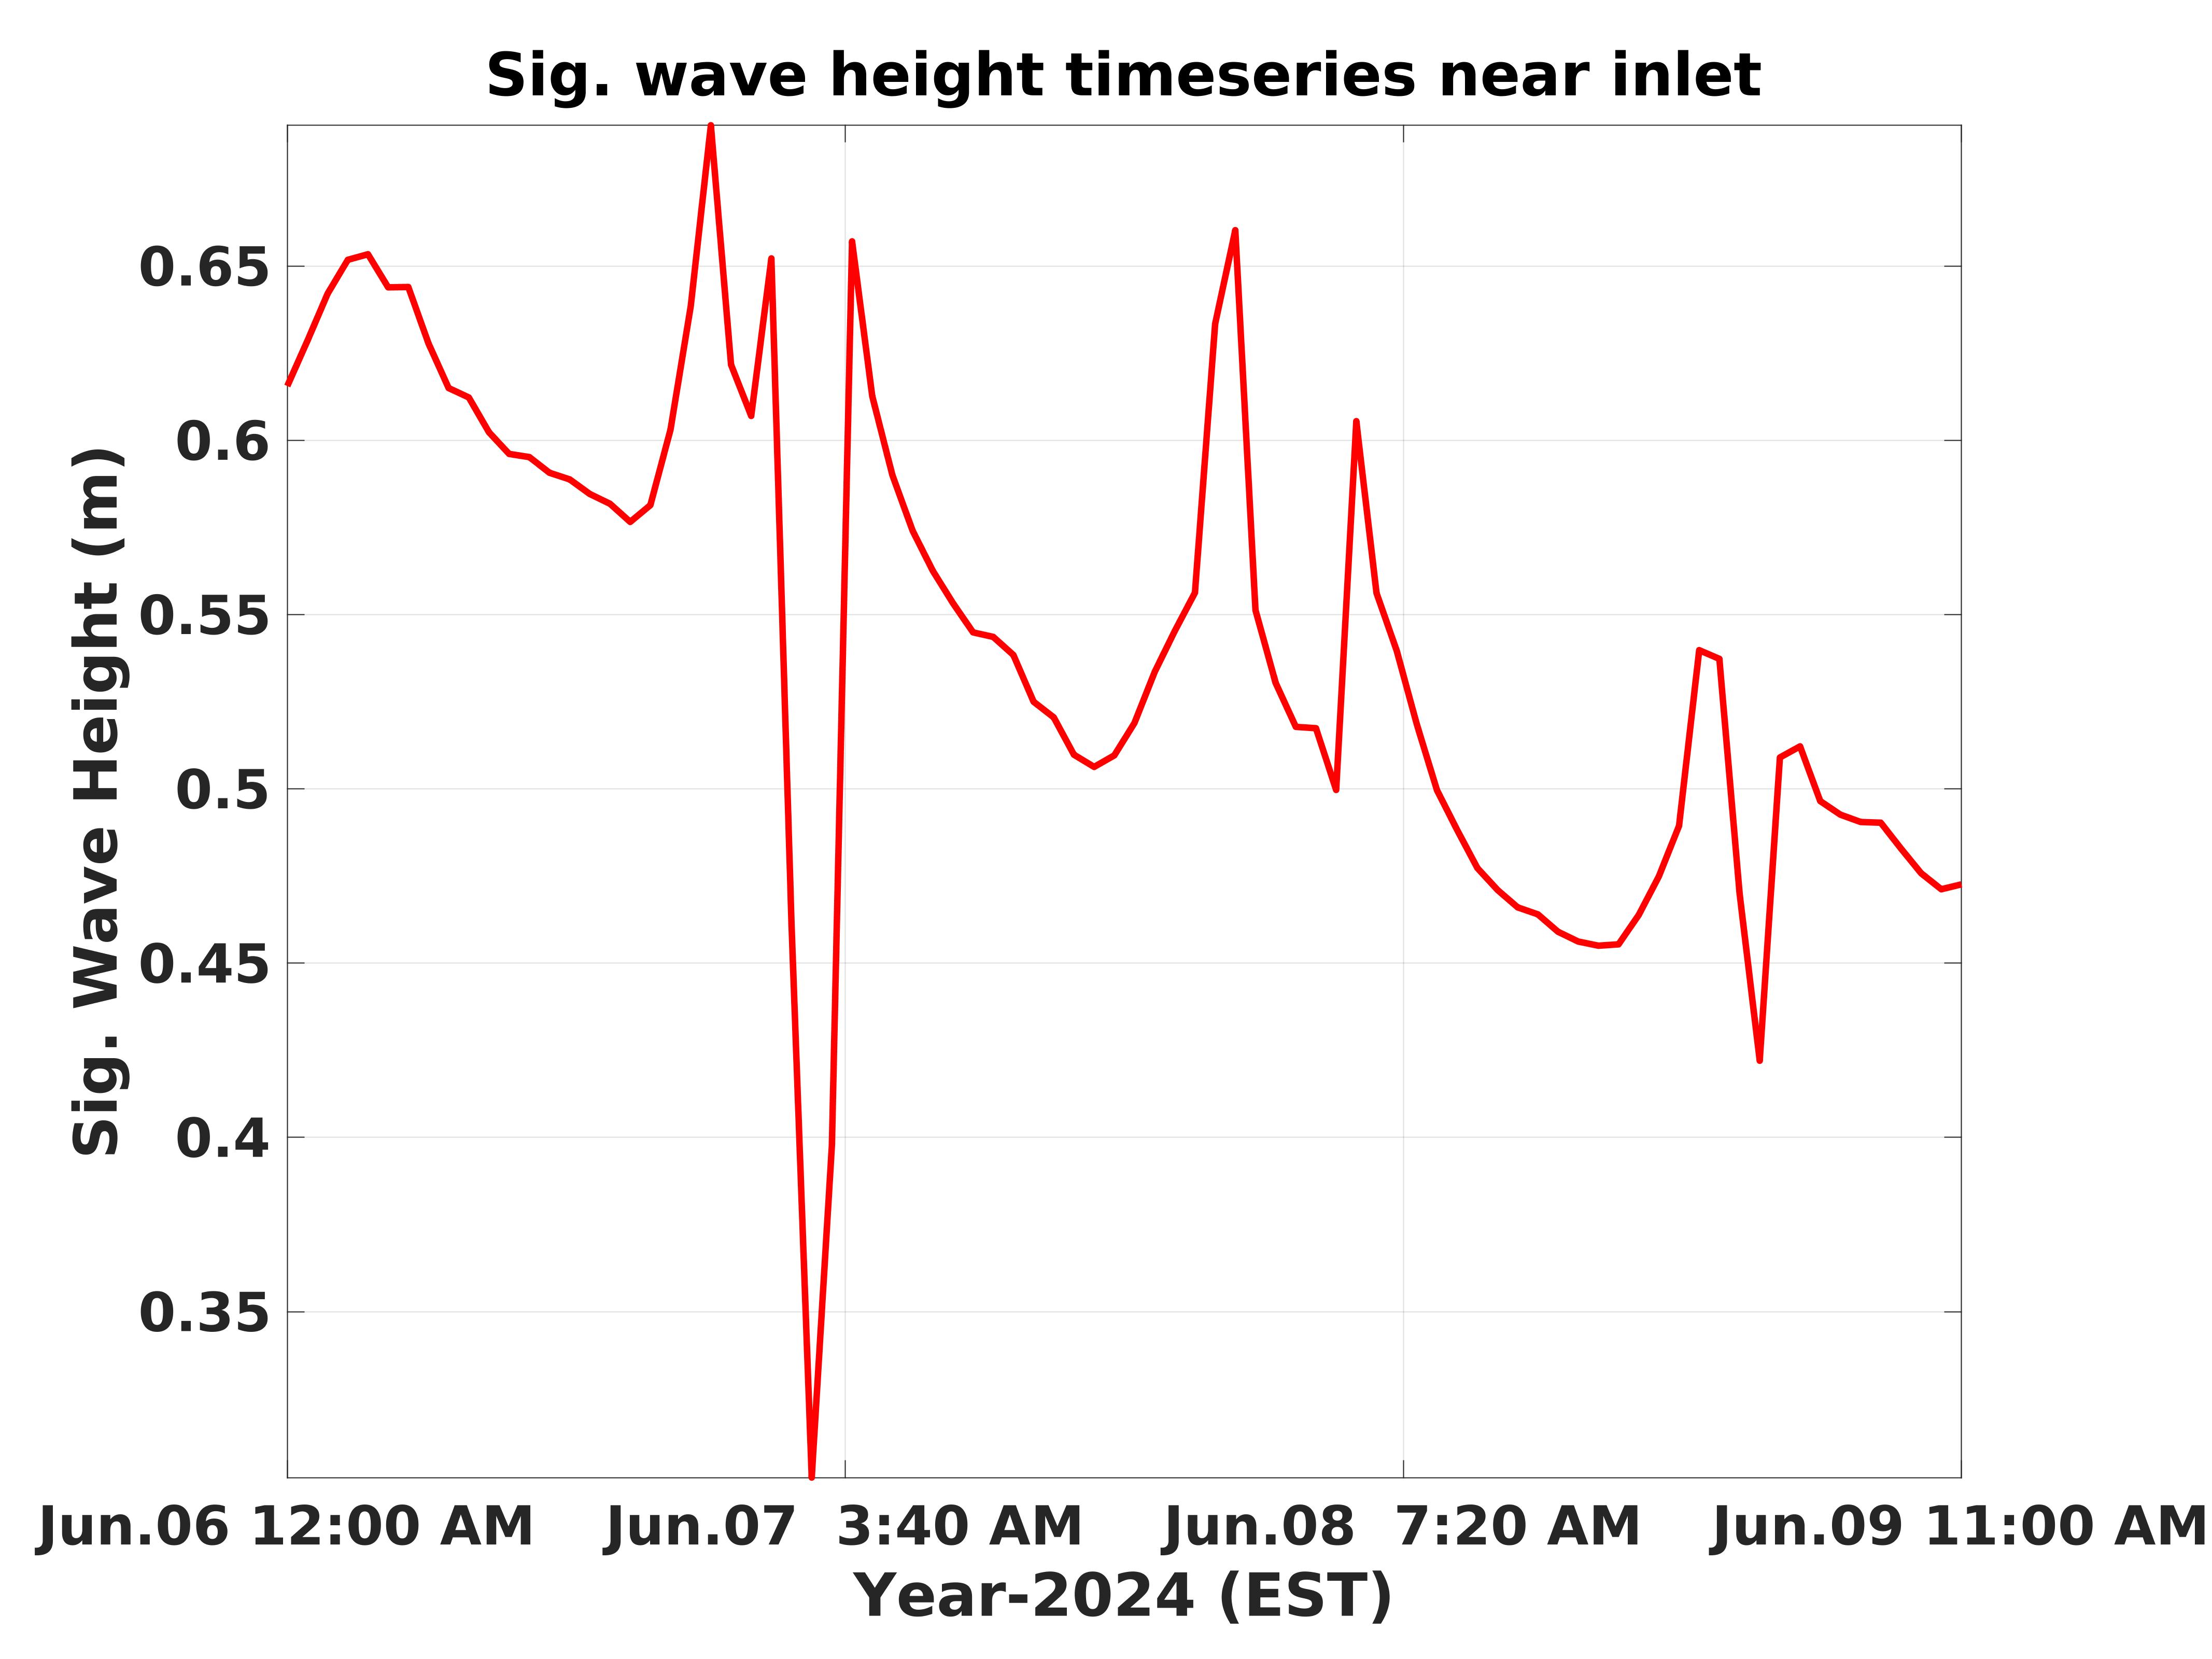 Sig. wave height timeseries near inlet
Sig. Wave Height (m)
0.65
0.6
0.55
0.5
0.45
0.4
0.35
Jun.06 12:00 AM Jun.07 3:40 AM Jun.08 7:20 AM Jun.09 11:00 AM
Year-2024 (EST)